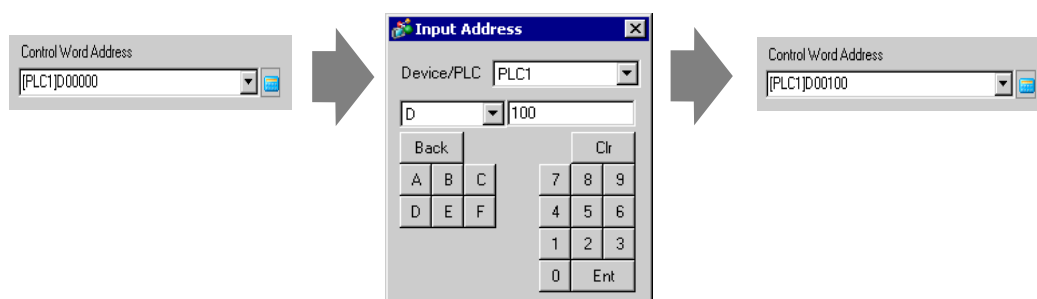 Control Word Address
[PLC1]D00000
Input Address
Device/PLC PLC1
D 100
Back Clr
A B C 7 8 9
D E F 4 5 6
1 2 3
0 Ent
Control Word Address
[PLC1]D00100